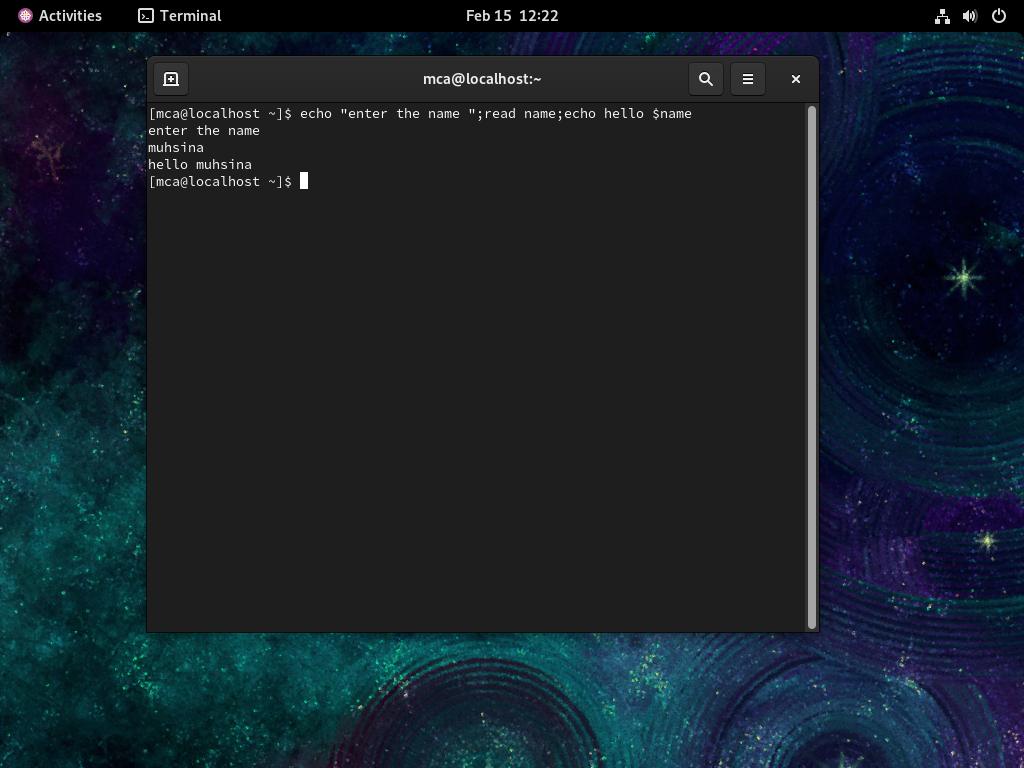 Activities Terminal Feb 15 12:22
mca@localhost:~
[mca@localhost ~]$ echo "enter the name ";read name;echo hello $name
enter the name
muhsina
hello muhsina
[mca@localhost ~]$